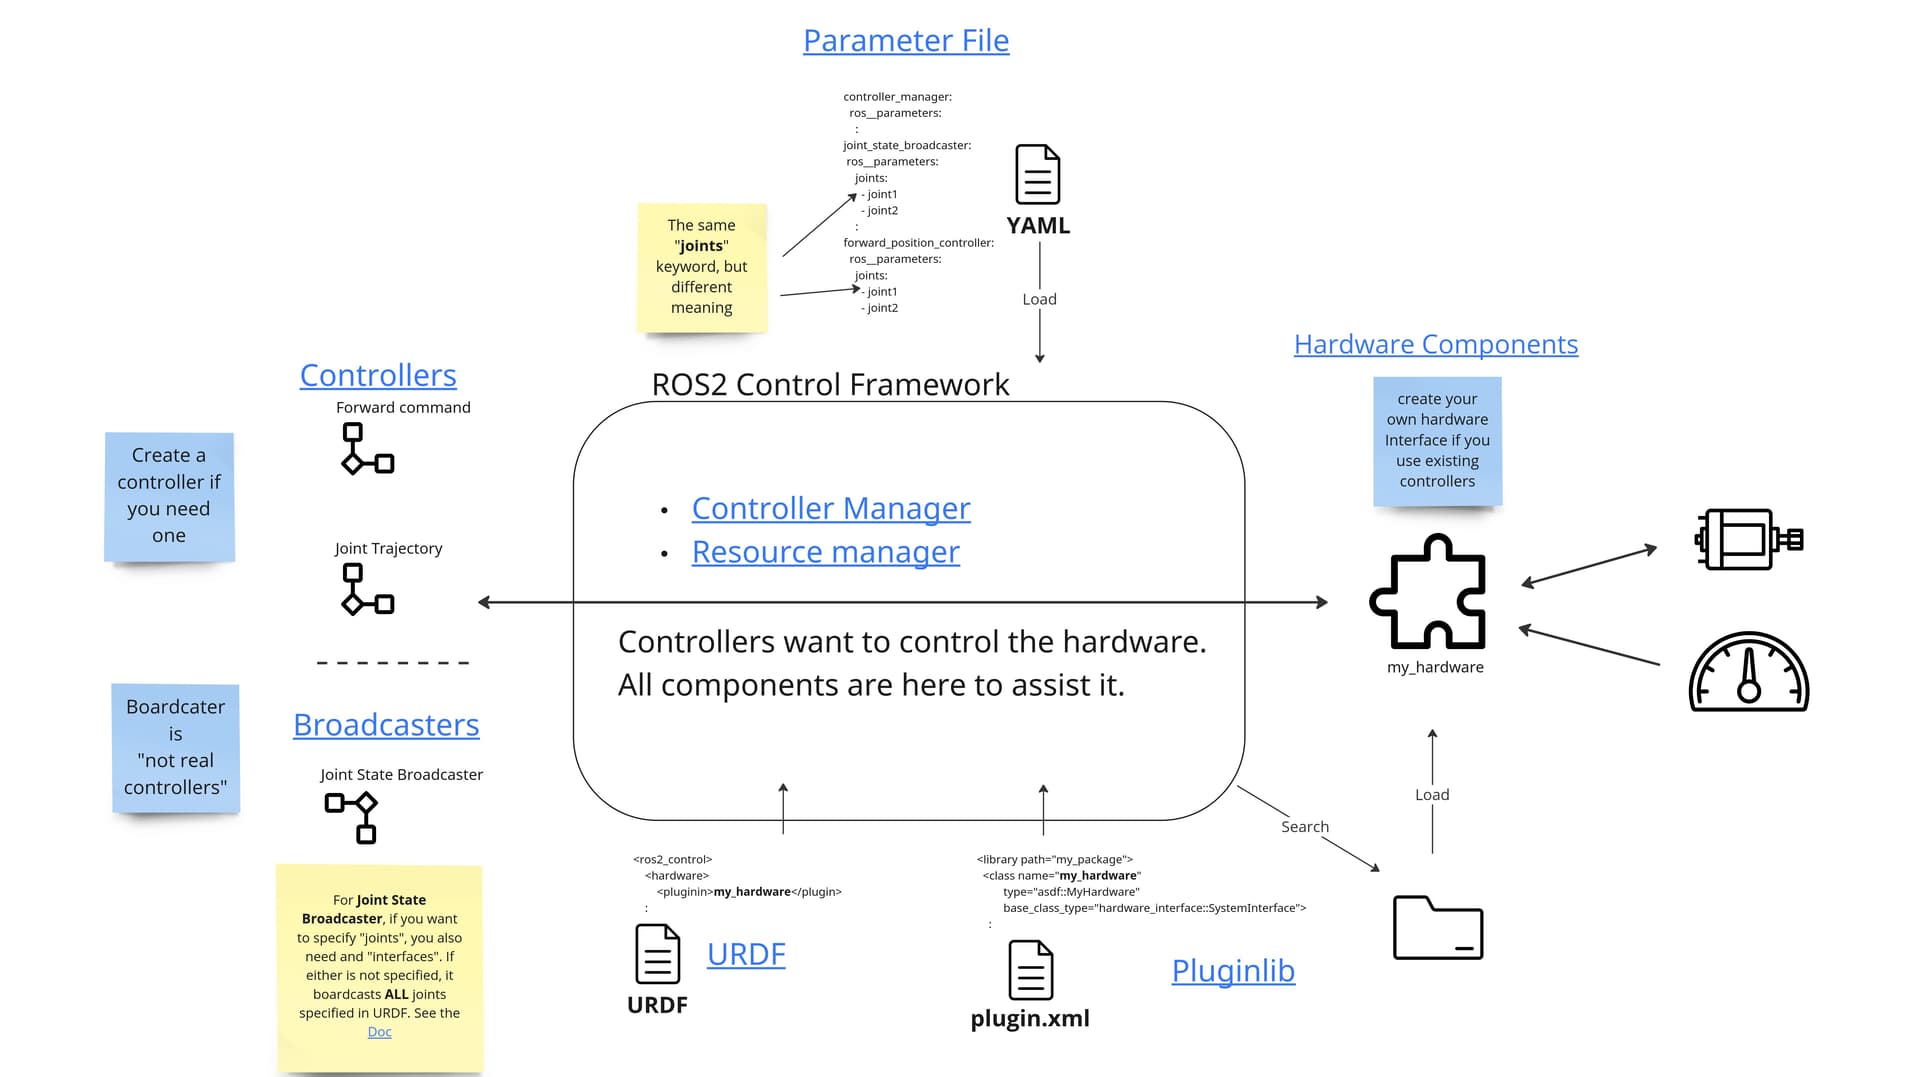 Parameter File
controller_manager:
ros__parameters:
:
joint_state_broadcaster:
ros__parameters:
joints:
- joint1
- joint2
:
forward_position_controller:
ros__parameters:
joints:
- joint1
- joint2
YAML
Load
The same
"joints"
keyword, but
different
meaning
ROS2 Control Framework
• Controller Manager
• Resource manager
Controllers want to control the hardware.
All components are here to assist it.
Controllers
Forward command
Joint Trajectory
Create a
controller if
you need
one
Boardcater
is
"not real
controllers"
Broadcasters
Joint State Broadcaster
For Joint State
Broadcaster, if you want
to specify "joints", you also
need and "interfaces". If
either is not specified, it
boardcasts ALL joints
specified in URDF. See the
Doc
Hardware Components
create your
own hardware
Interface if you
use existing
controllers
my_hardware
Load
Search
<ros2_control>
<hardware>
<pluginin>my_hardware</plugin>
:
URDF
URDF
<library path="my_package">
<class name="my_hardware"
type="asdf::MyHardware"
base_class_type="hardware_interface::SystemInterface">
:
plugin.xml
Pluginlib